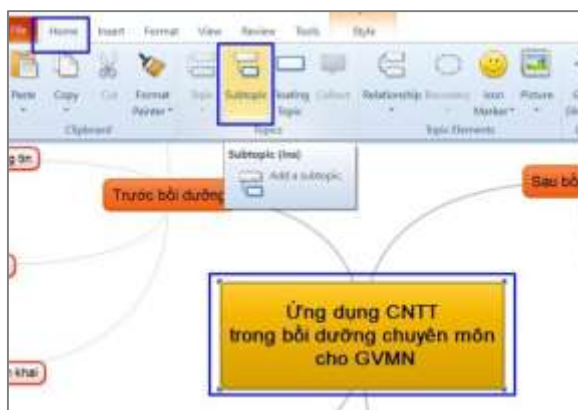 File Home Insert Format View Review Tools Style
Paste Copy Cut Format Painter Topic Subtopic Floating Topic Callout Relationship Boundary Icon Marker Picture
Clipboard Topics Topic Elements
Subtopic (Ins)
Add a subtopic.
g tin
Trước bồi dưỡng
Sau bồ
Ứng dụng CNTT
trong bồi dưỡng chuyên môn
cho GVMN
n khai